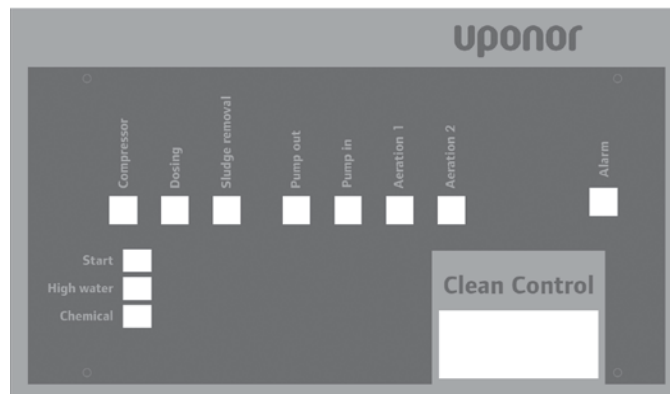 uponor
Compressor
Dosing
Sludge removal
Pump out
Pump in
Aeration 1
Aeration 2
Alarm
Start
High water
Chemical
Clean Control